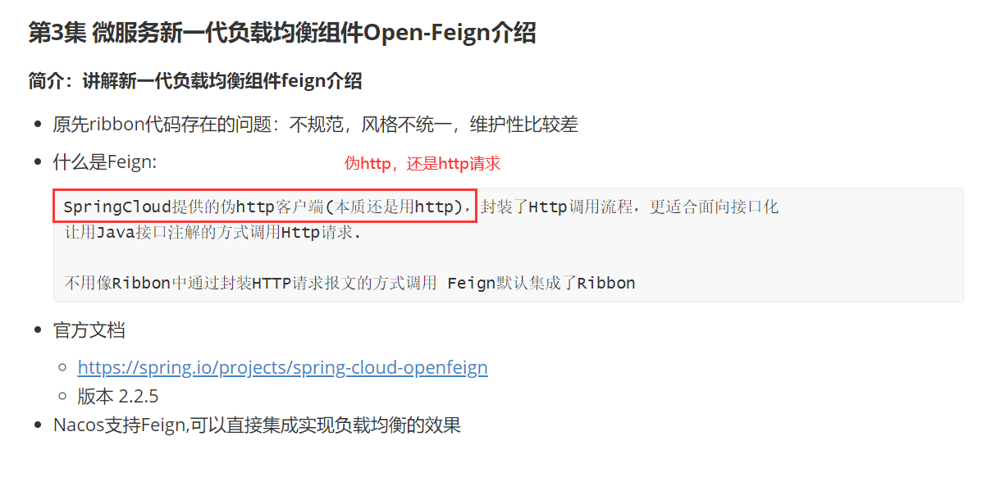 第3集 微服务新一代负载均衡组件Open-Feign介绍
简介：讲解新一代负载均衡组件feign介绍
原先ribbon代码存在的问题：不规范，风格不统一，维护性比较差
什么是Feign:
伪http，还是http请求
SpringCloud提供的伪http客户端(本质还是用http)，封装了Http调用流程，更适合面向接口化
让用Java接口注解的方式调用Http请求.
不用像Ribbon中通过封装HTTP请求报文的方式调用 Feign默认集成了Ribbon
官方文档
https://spring.io/projects/spring-cloud-openfeign
版本 2.2.5
Nacos支持Feign,可以直接集成实现负载均衡的效果